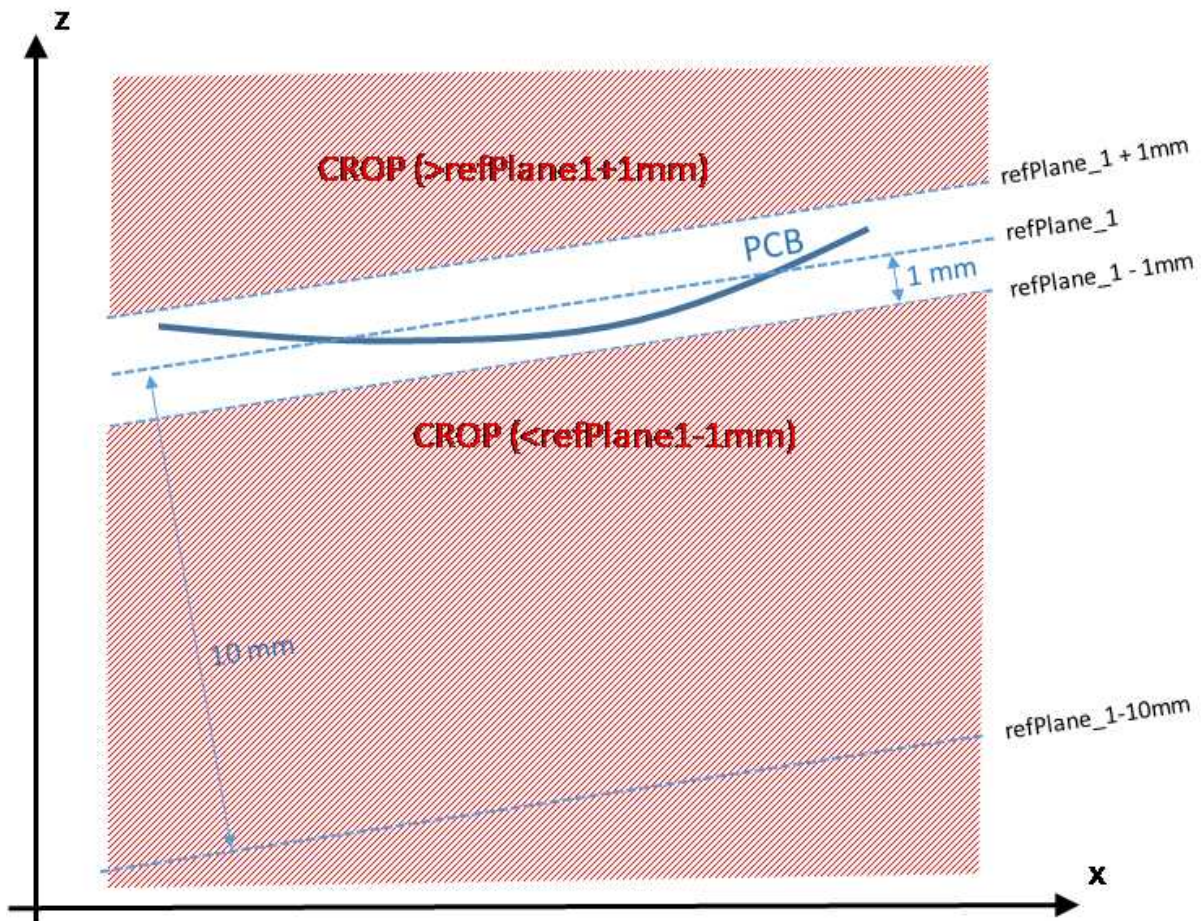 z
CROP (>refPlane1+1mm)
refPlane_1 + 1mm
refPlane_1
PCB
1 mm
refPlane_1 - 1mm
CROP (<refPlane1-1mm)
10 mm
refPlane_1-10mm
x